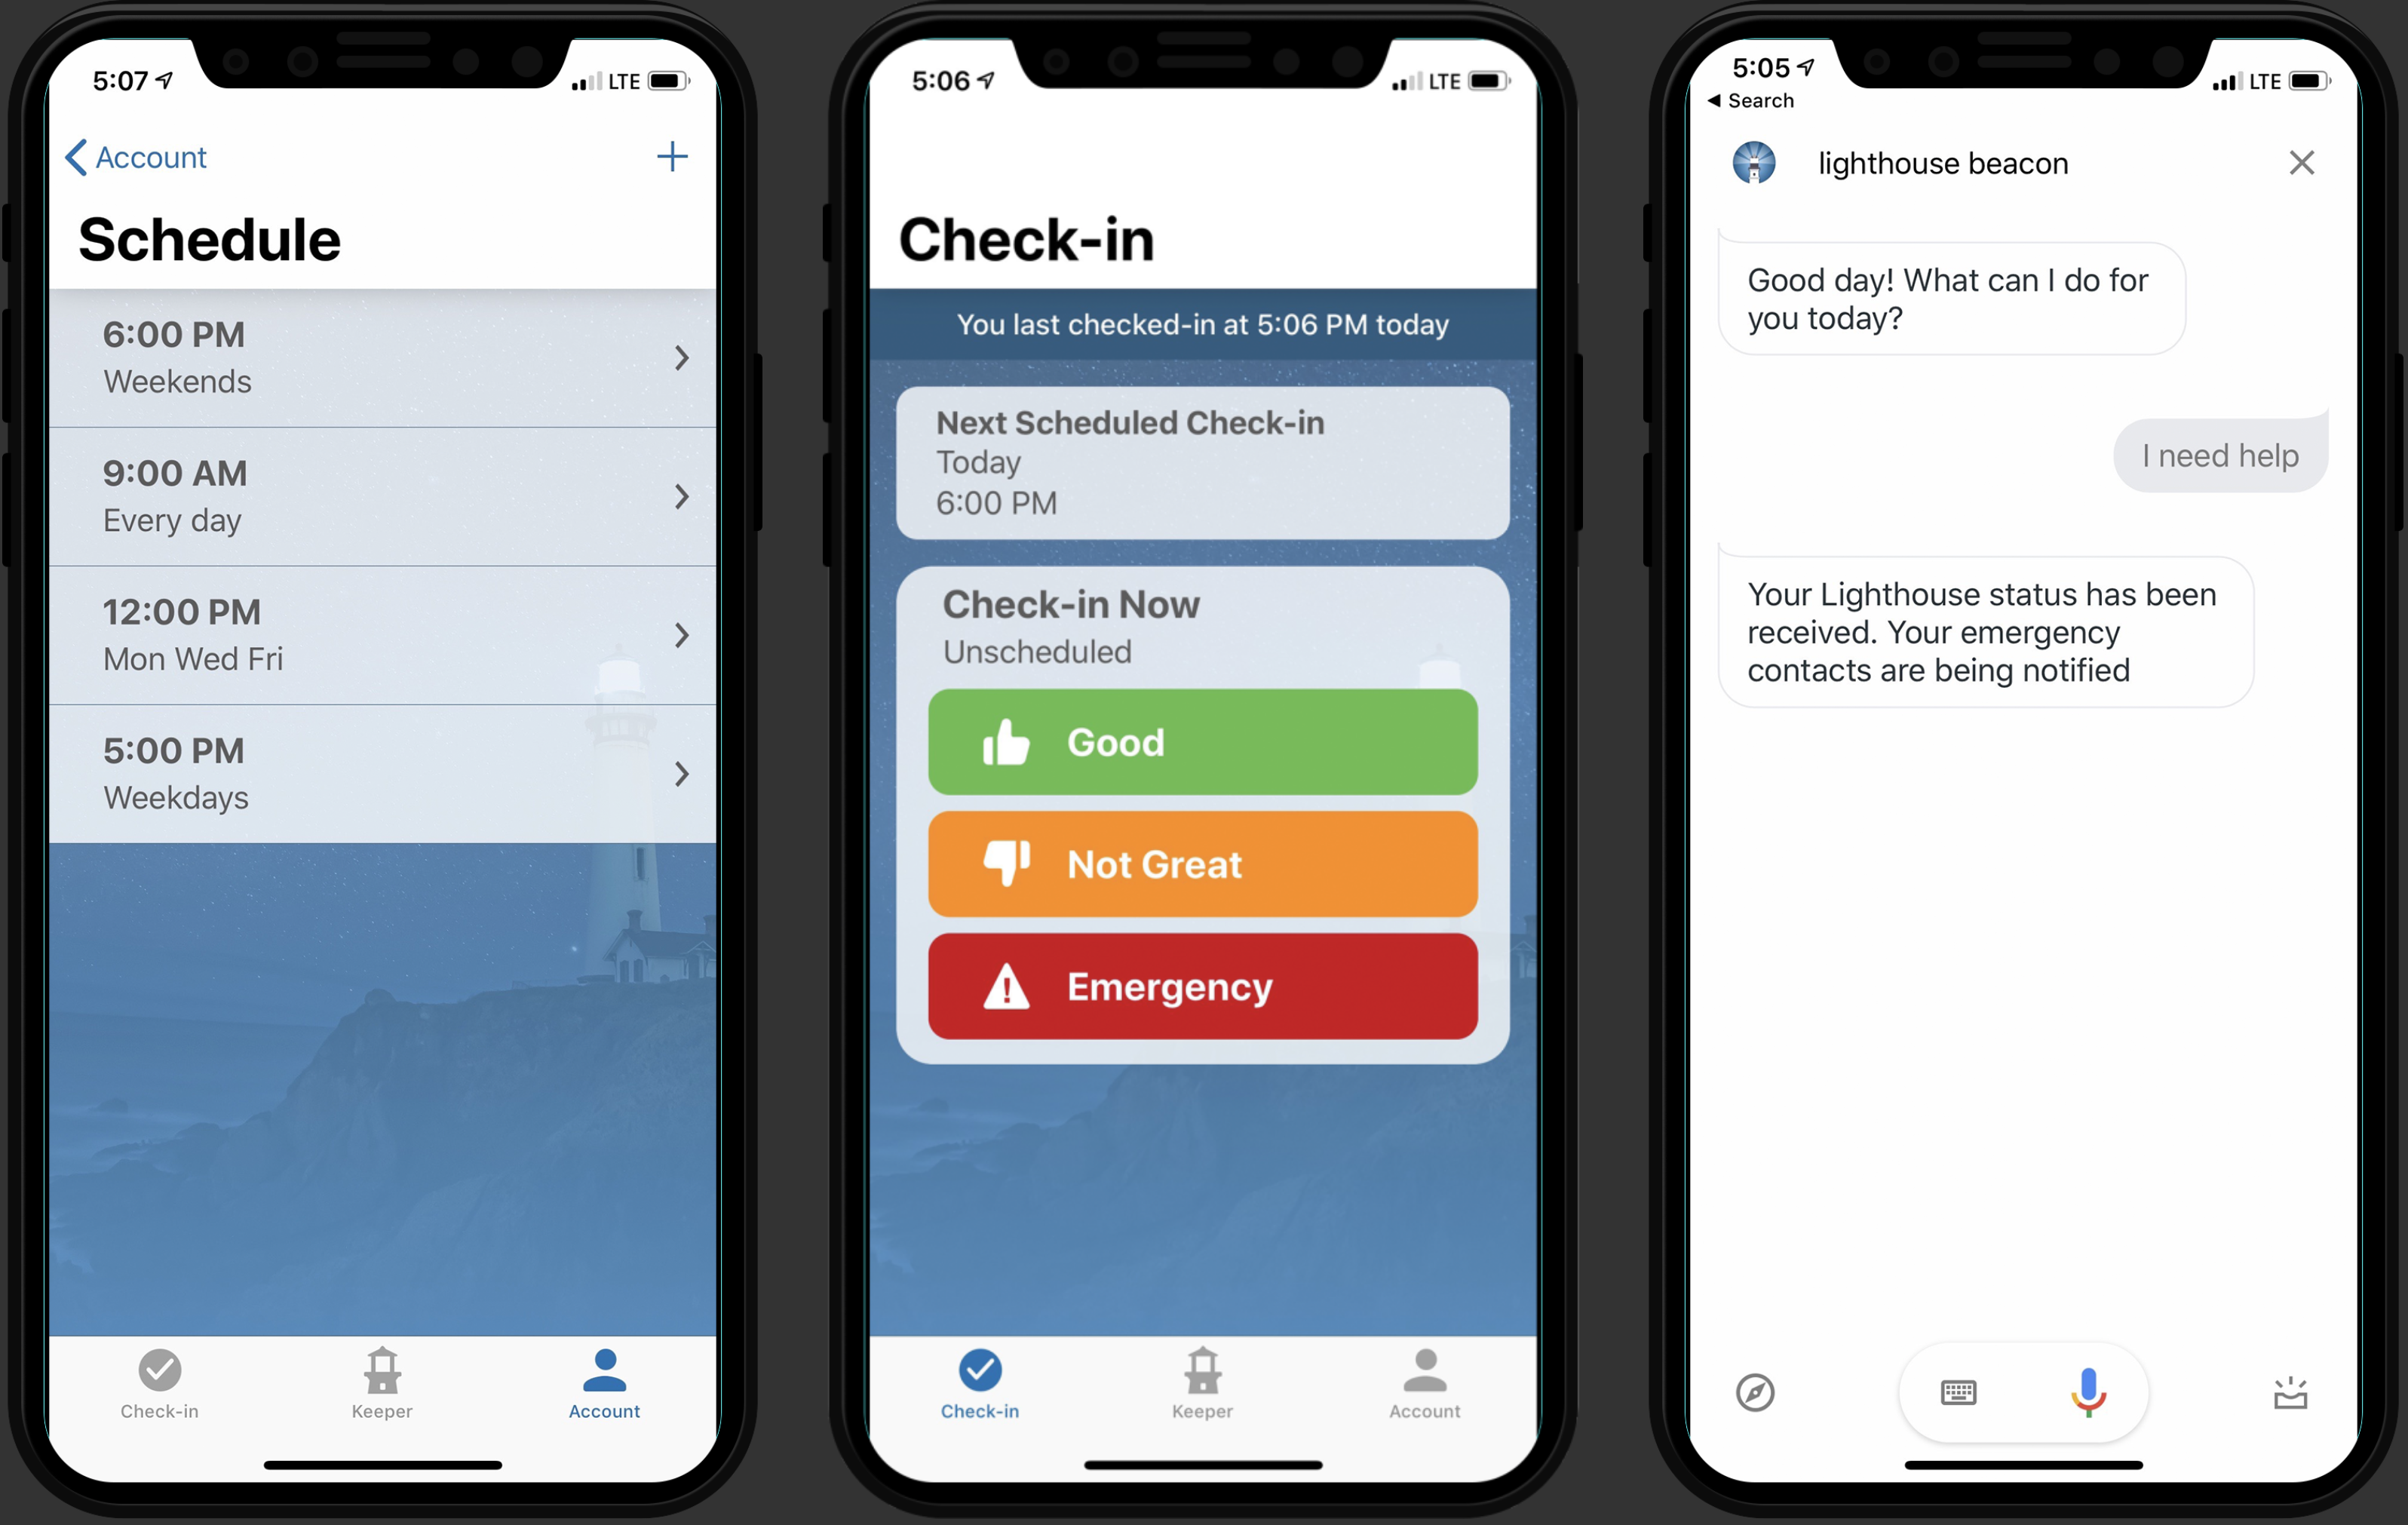 5:07
LTE
Account
Schedule
6:00 PM
Weekends
9:00 AM
Every day
12:00 PM
Mon Wed Fri
5:00 PM
Weekdays
Check-in
Keeper
Account
5:06
LTE
Check-in
You last checked-in at 5:06 PM today
Next Scheduled Check-in
Today
6:00 PM
Check-in Now
Unscheduled
Good
Not Great
Emergency
Check-in
Keeper
Account
5:05
LTE
Search
lighthouse beacon
Good day! What can I do for
you today?
I need help
Your Lighthouse status has been
received. Your emergency
contacts are being notified